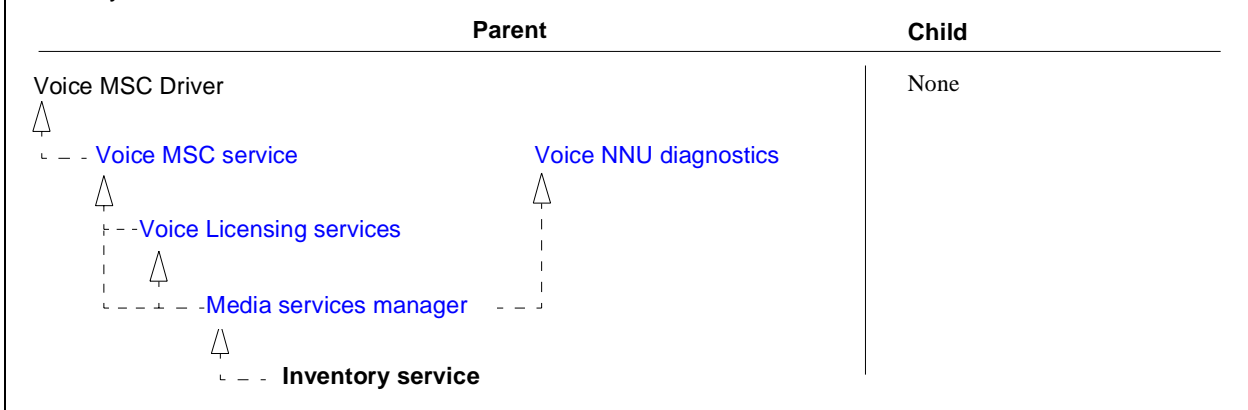 Parent Child
Voice MSC Driver None
Voice MSC service Voice NNU diagnostics
Voice Licensing services
Media services manager
Inventory service